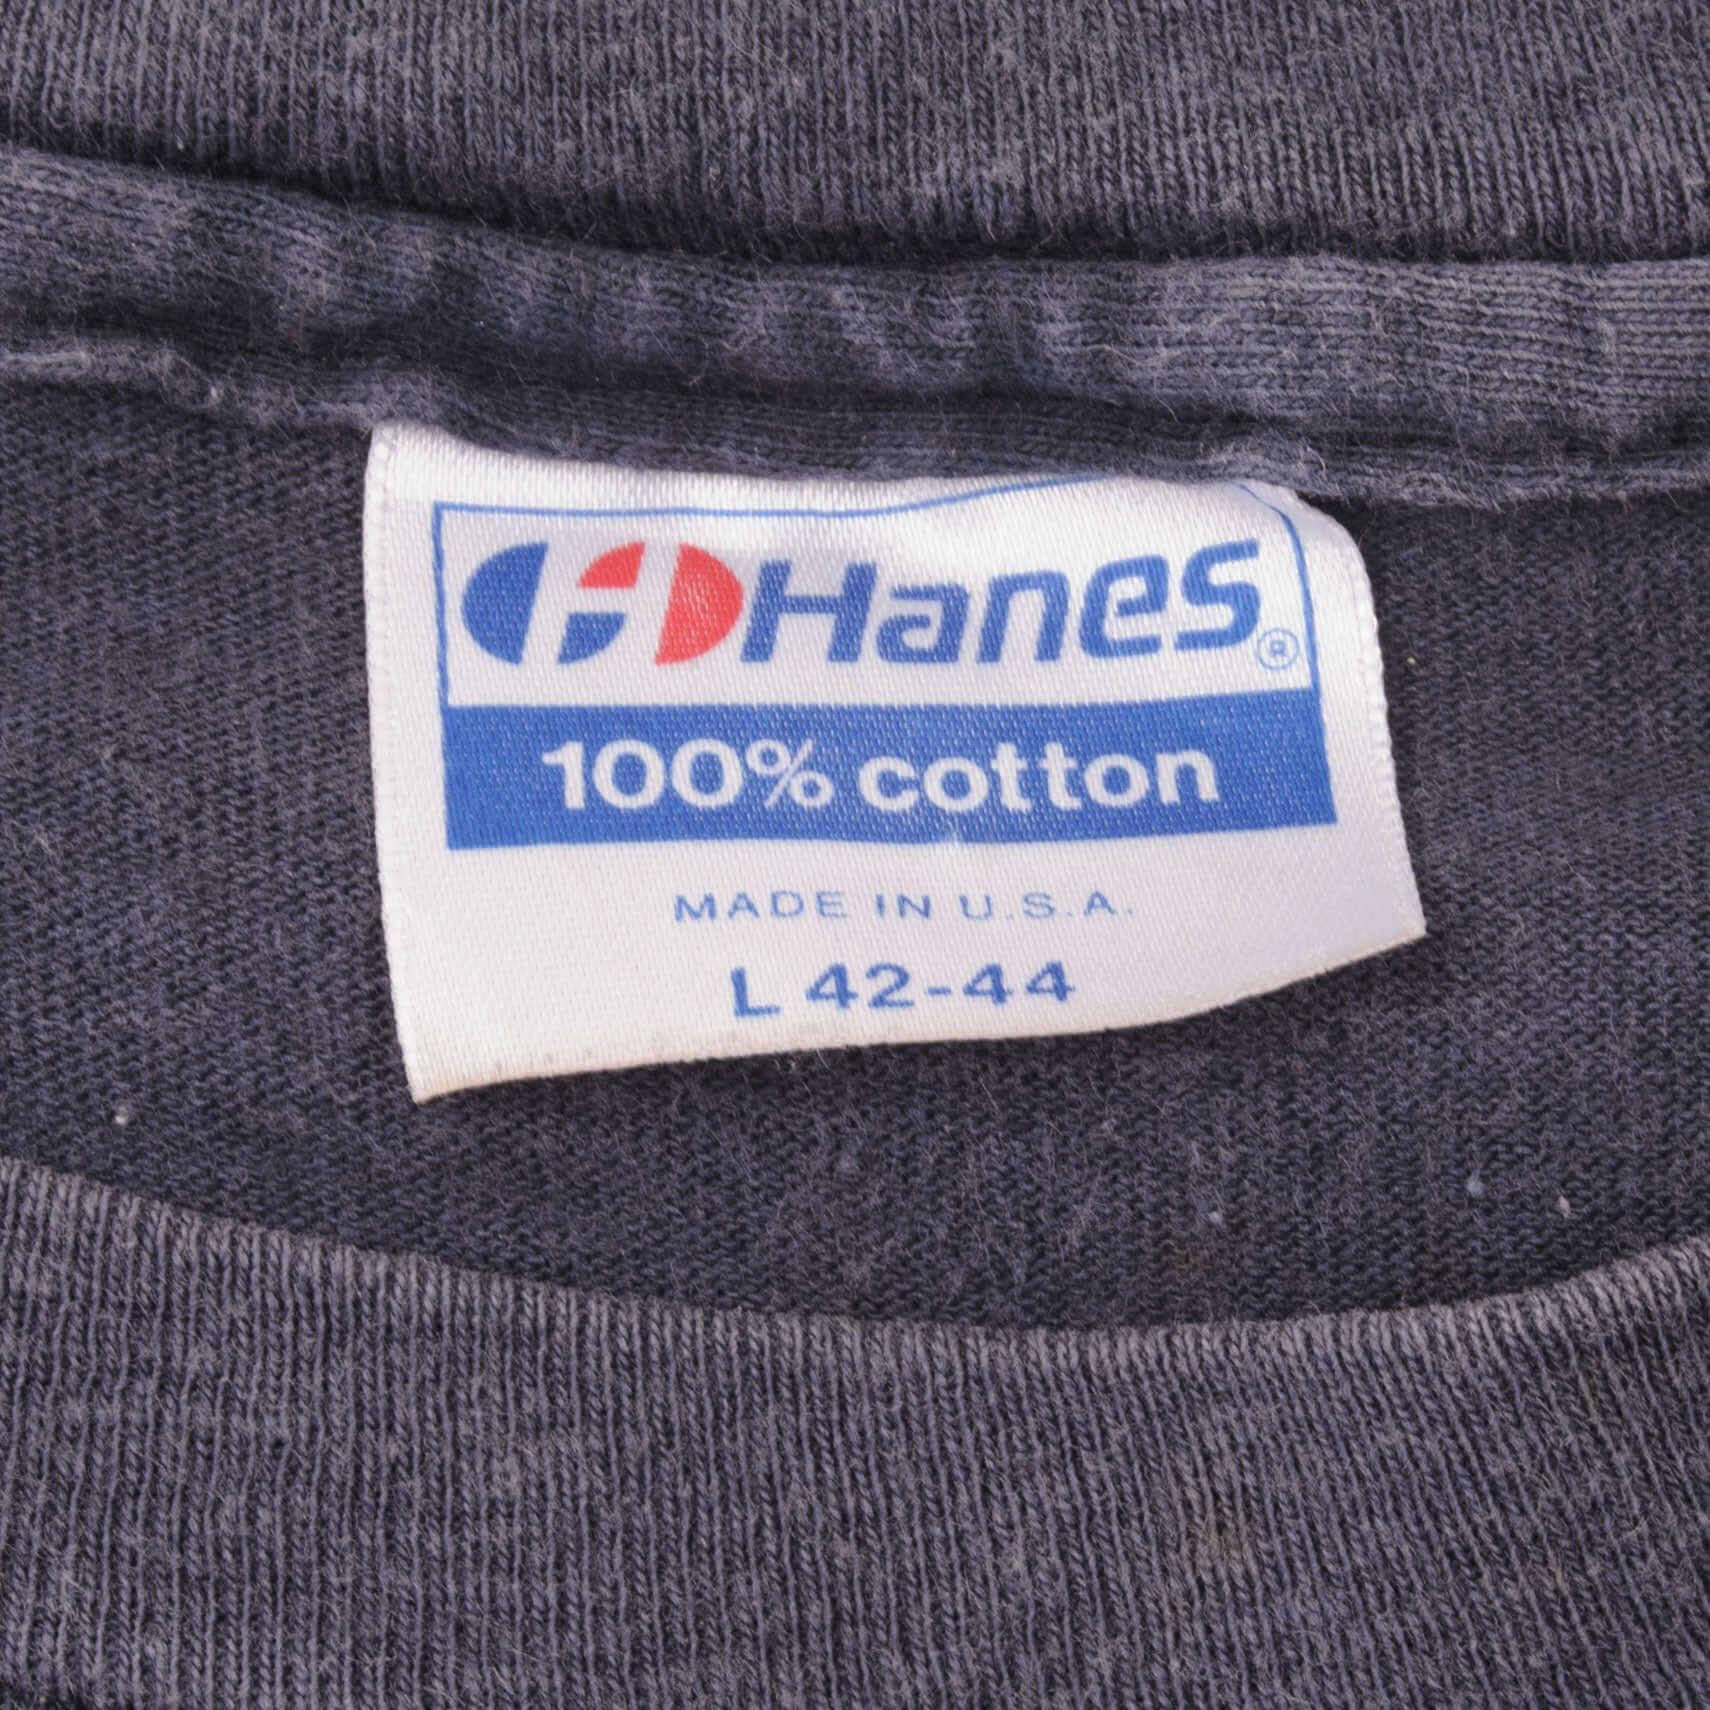 Hanes®
100% cotton
MADE IN U.S.A.
L 42-44